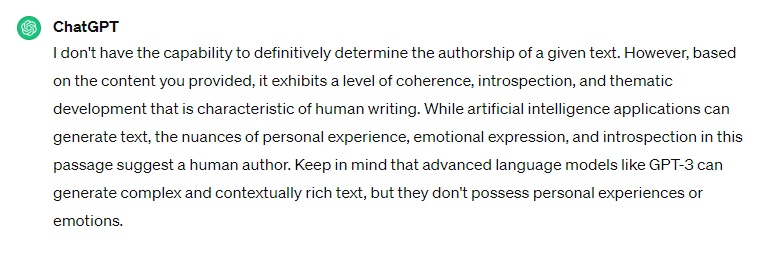 ChatGPT
I don't have the capability to definitively determine the authorship of a given text. However, based
on the content you provided, it exhibits a level of coherence, introspection, and thematic
development that is characteristic of human writing. While artificial intelligence applications can
generate text, the nuances of personal experience, emotional expression, and introspection in this
passage suggest a human author. Keep in mind that advanced language models like GPT-3 can
generate complex and contextually rich text, but they don't possess personal experiences or
emotions.